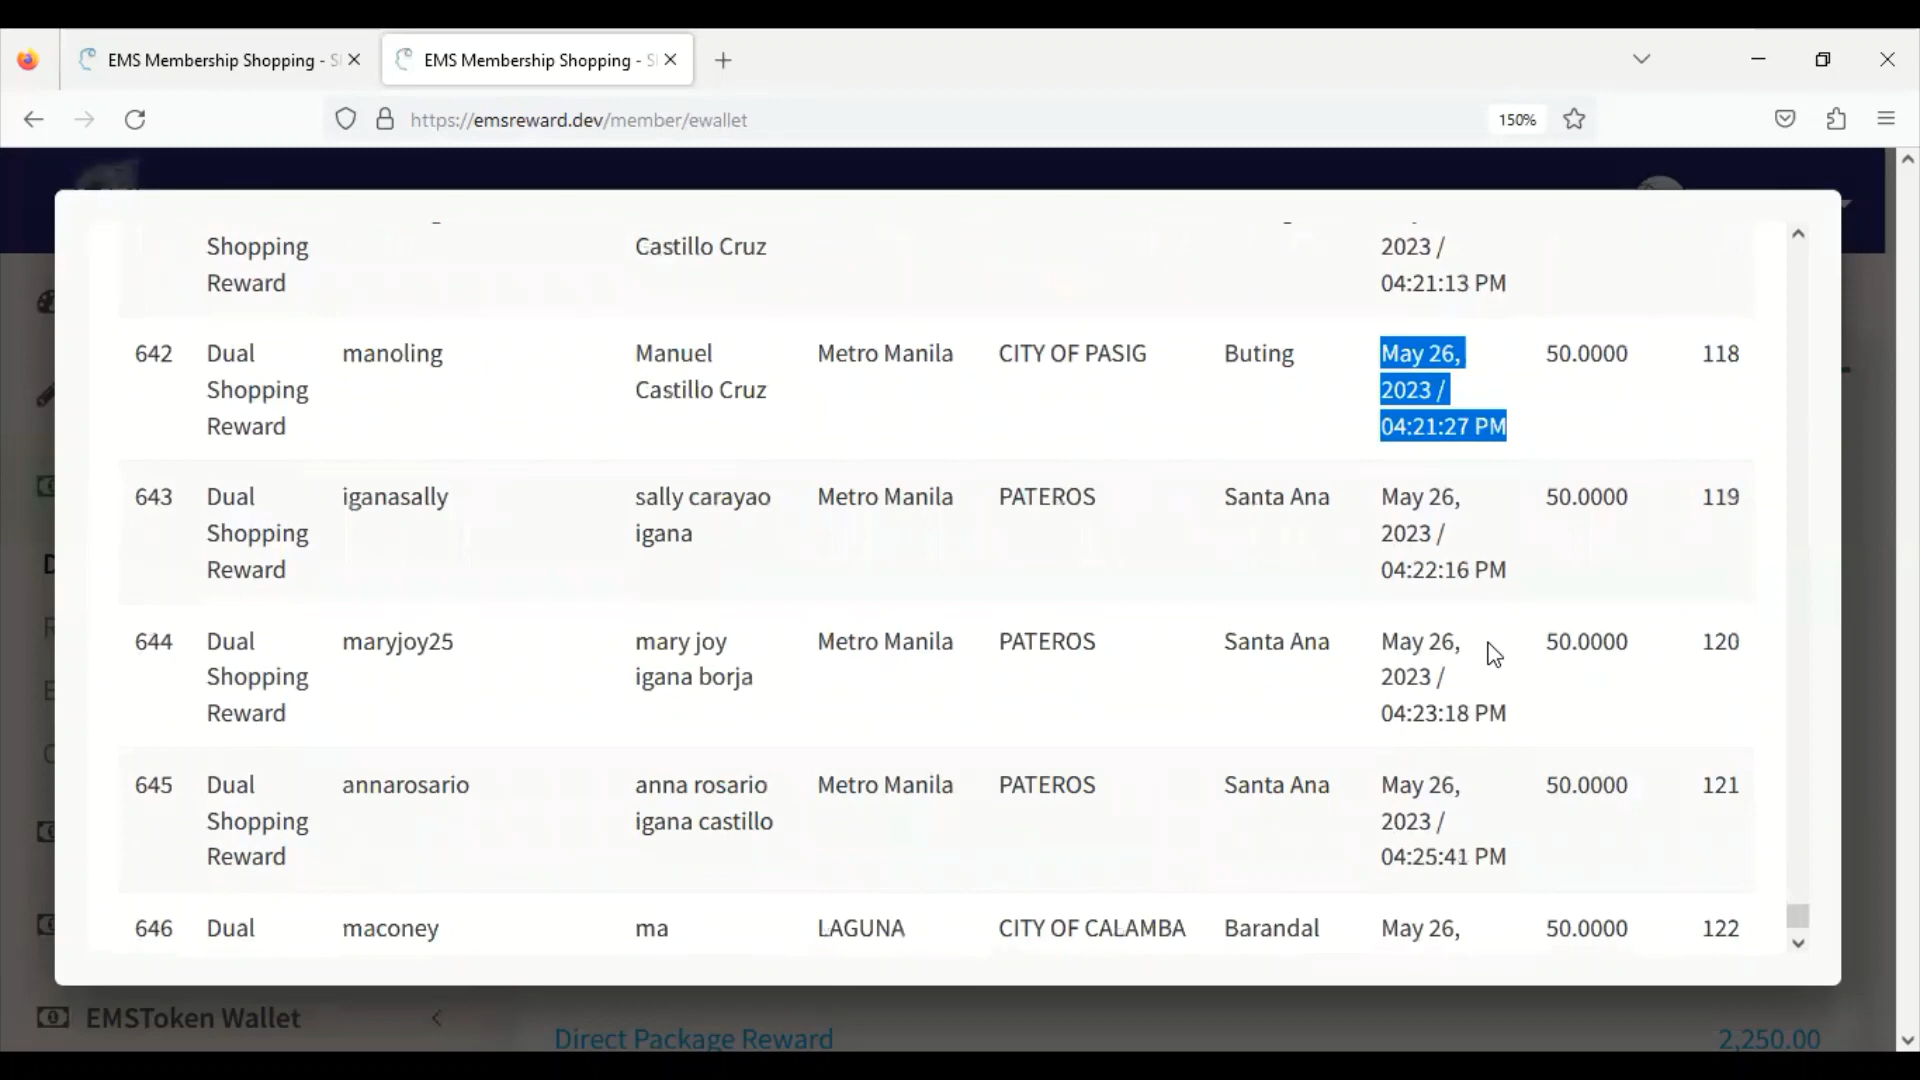 EMS Membership Shopping - S
EMS Membership Shopping - S
https://emsreward.dev/member/ewallet
150%
Shopping Castillo Cruz 2023 /
Reward 04:21:13 PM
642 Dual manoling Manuel Metro Manila CITY OF PASIG Buting May 26, 50.0000 118
Shopping Castillo Cruz 2023 /
Reward 04:21:27 PM
643 Dual iganasally sally carayao Metro Manila PATEROS Santa Ana May 26, 50.0000 119
Shopping igana 2023 /
Reward 04:22:16 PM
644 Dual maryjoy25 mary joy Metro Manila PATEROS Santa Ana May 26, 50.0000 120
Shopping igana borja 2023 /
Reward 04:23:18 PM
645 Dual annarosario anna rosario Metro Manila PATEROS Santa Ana May 26, 50.0000 121
Shopping igana castillo 2023 /
Reward 04:25:41 PM
646 Dual maconey ma LAGUNA CITY OF CALAMBA Barandal May 26, 50.0000 122
EMSToken Wallet
Direct Package Reward 2,250.00